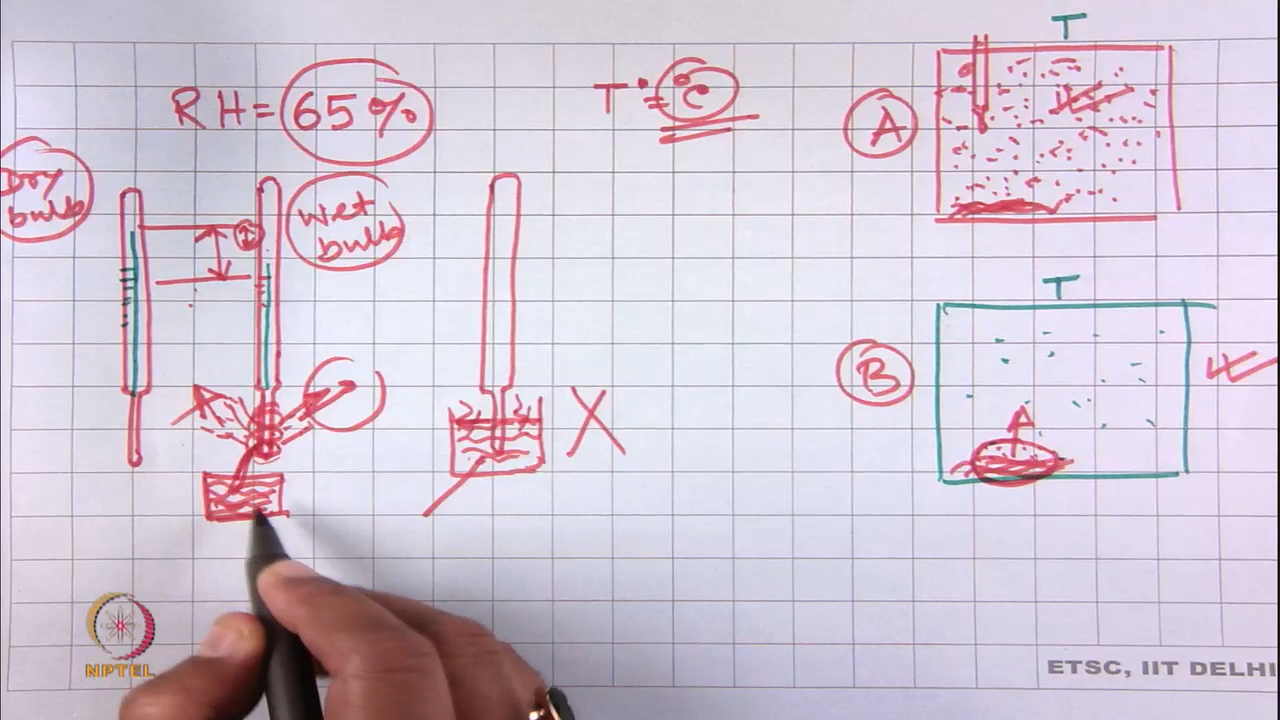 RH = 65%
T° = °C
Dry
bulb
Wet
bulb
T
A
T
B
A
NPTEL
ETSC, IIT DELHI